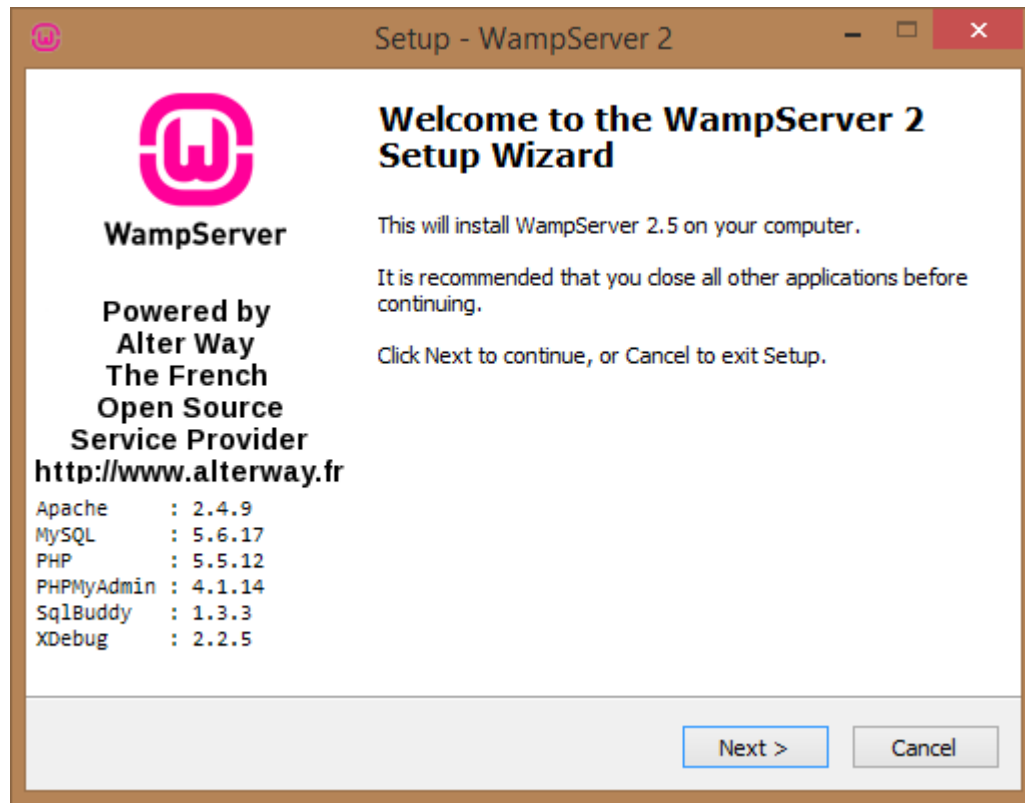 Setup - WampServer 2
WampServer
Powered by
Alter Way
The French
Open Source
Service Provider
http://www.alterway.fr
Apache : 2.4.9
MySQL : 5.6.17
PHP : 5.5.12
PHPMyAdmin : 4.1.14
SqlBuddy : 1.3.3
XDebug : 2.2.5
Welcome to the WampServer 2
Setup Wizard
This will install WampServer 2.5 on your computer.
It is recommended that you close all other applications before
continuing.
Click Next to continue, or Cancel to exit Setup.
Next >
Cancel